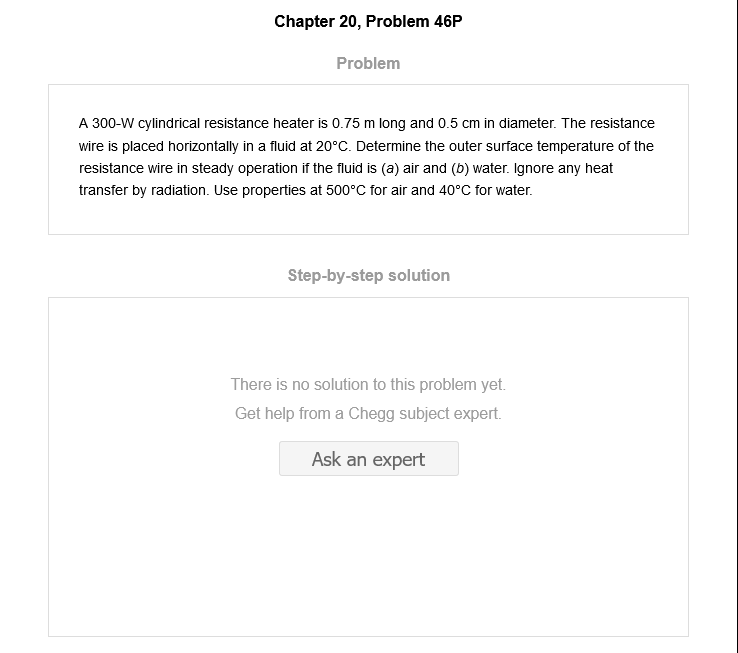 Chapter 20, Problem 46P
Problem
A 300-W cylindrical resistance heater is 0.75 m long and 0.5 cm in diameter. The resistance
wire is placed horizontally in a fluid at 20°C. Determine the outer surface temperature of the
resistance wire in steady operation if the fluid is (a) air and (b) water. Ignore any heat
transfer by radiation. Use properties at 500°C for air and 40°C for water.
Step-by-step solution
There is no solution to this problem yet.
Get help from a Chegg subject expert.
Ask an expert